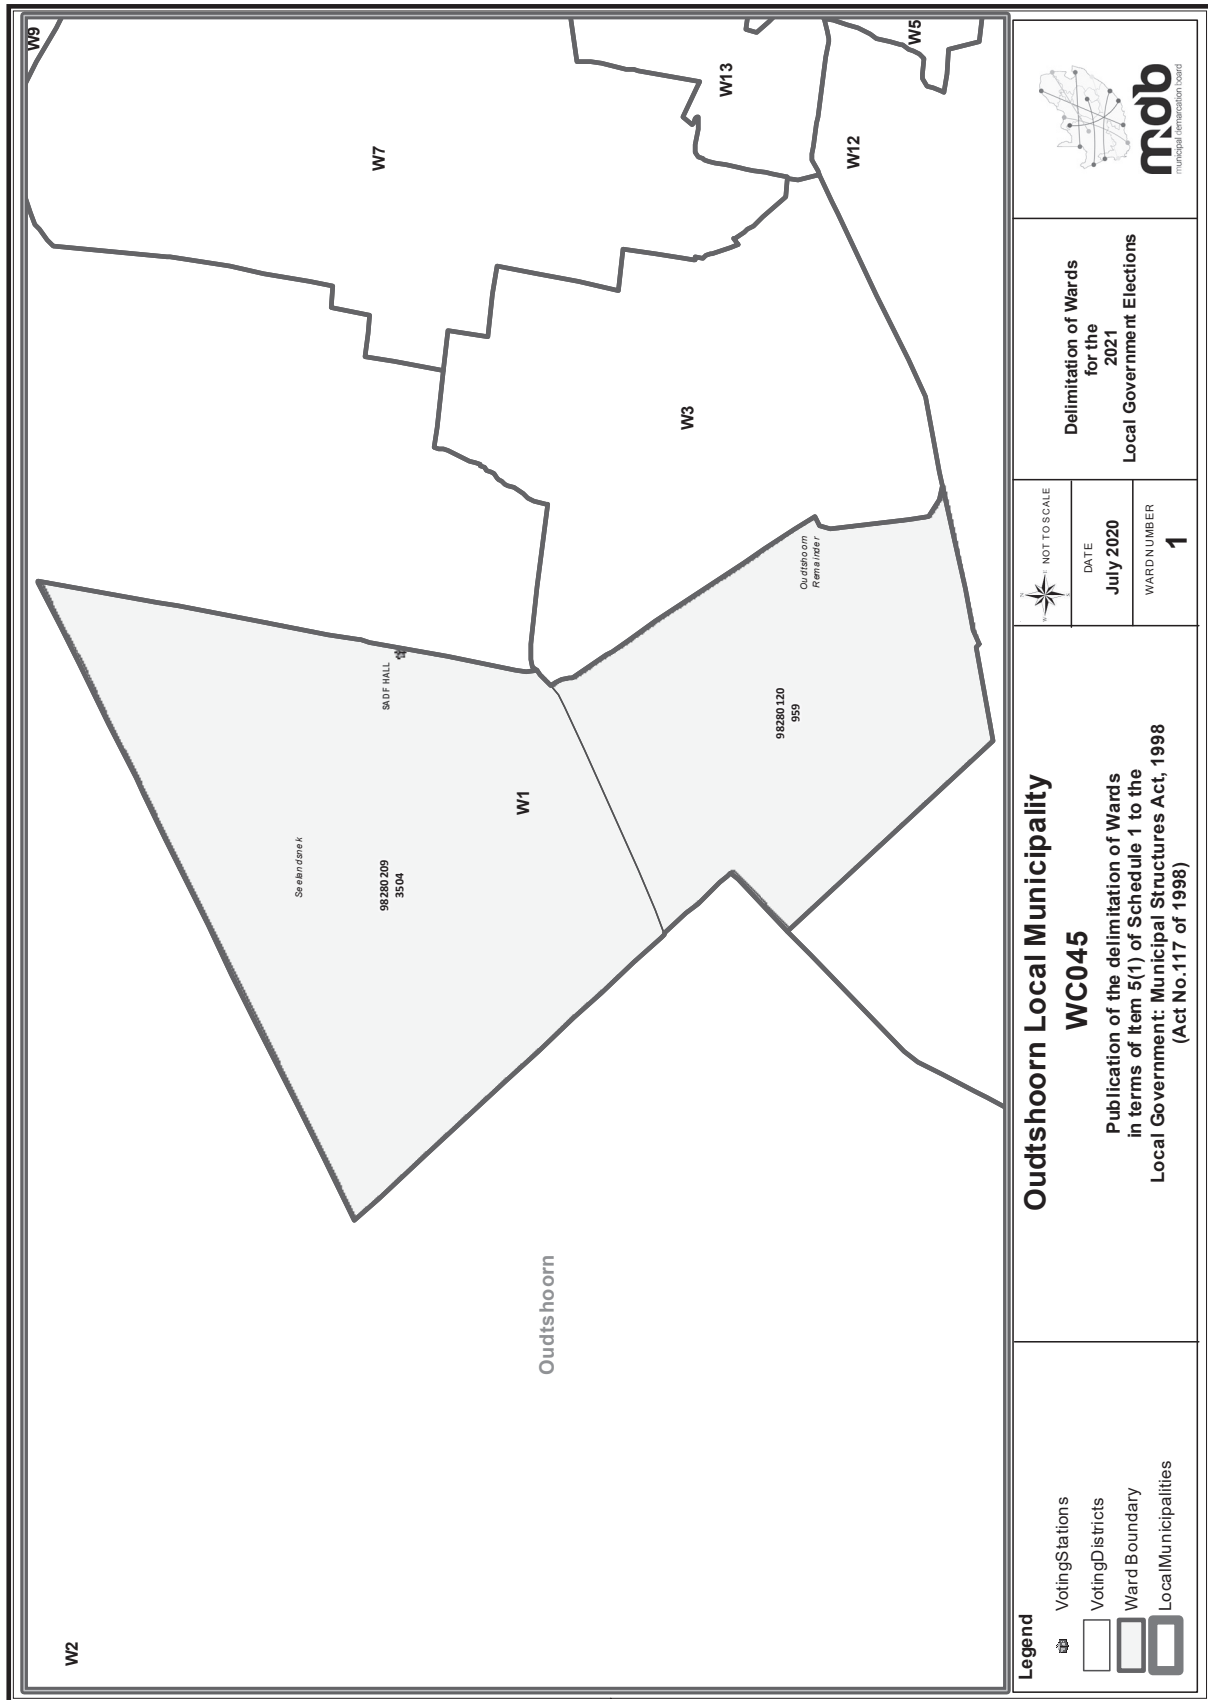 W2
Oudtshoorn
Seelandsnek
98280209
3504
W1
SADF HALL
98280120
959
Oudtshoorn
Remainder
W3
W7
W9
W13
W12
W5
Legend
VotingStations
VotingDistricts
Ward Boundary
LocalMunicipalities
Oudtshoorn Local Municipality
WC045
Publication of the delimitation of Wards
in terms of Item 5(1) of Schedule 1 to the
Local Government: Municipal Structures Act, 1998
(Act No.117 of 1998)
N
W
E
S
NOT TO SCALE
DATE
July 2020
WARD NUMBER
1
Delimitation of Wards
for the
2021
Local Government Elections
mdb
municipal demarcation board